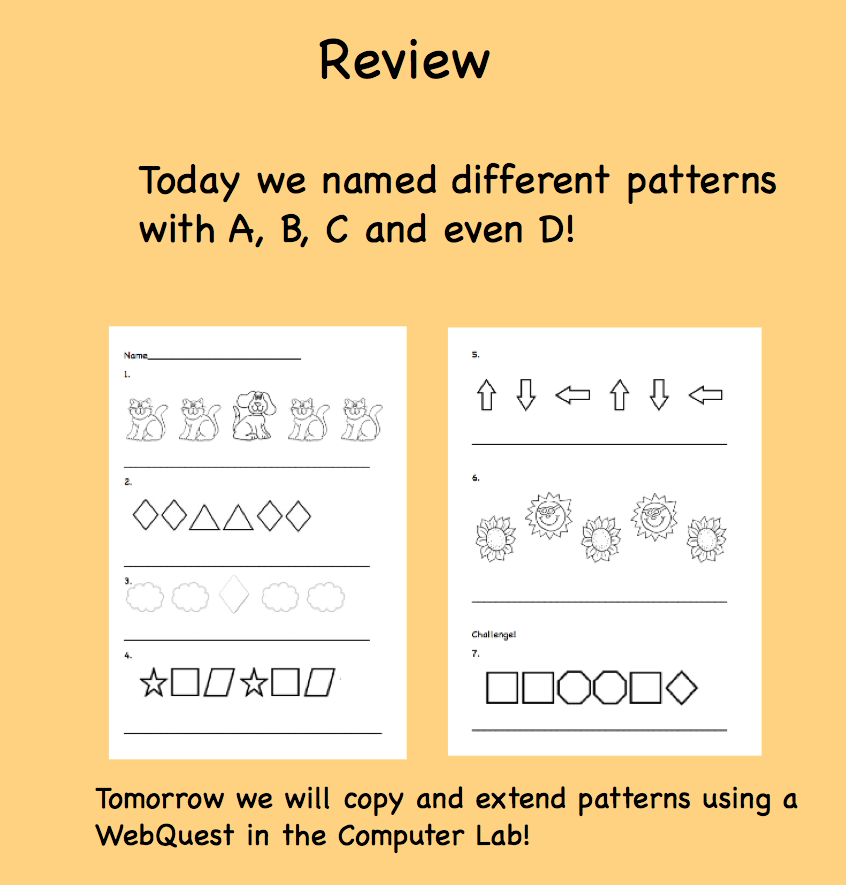 Review
Today we named different patterns
with A, B, C and even D!
Name
1.
2.
3.
4.
5.
6.
Challenge!
7.
Tomorrow we will copy and extend patterns using a
WebQuest in the Computer Lab!